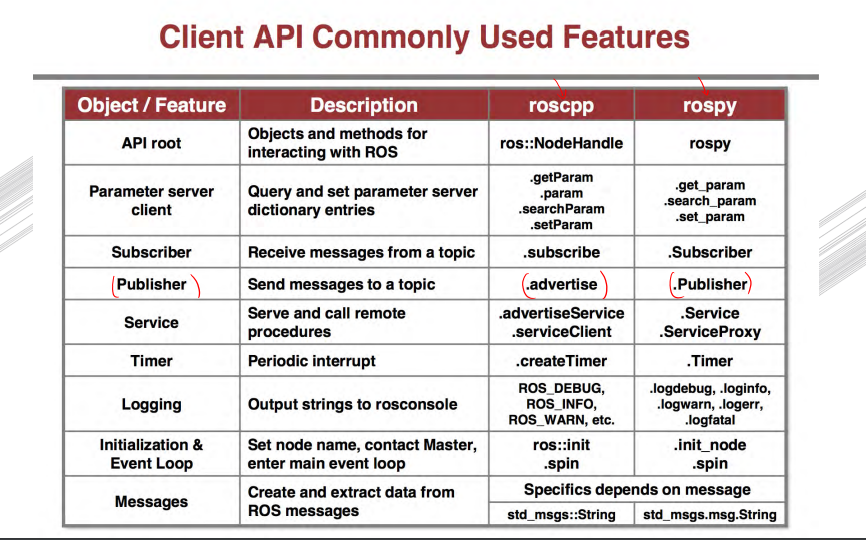 Client API Commonly Used Features
Object / Feature Description roscpp rospy
API root
Objects and methods for
interacting with ROS
ros::NodeHandle
rospy
Parameter server
client
Query and set parameter server
dictionary entries
.getParam
.param
.searchParam
.setParam
.get_param
.search_param
.set_param
Subscriber
Receive messages from a topic
.subscribe
.Subscriber
Publisher
Send messages to a topic
.advertise
.Publisher
Service
Serve and call remote
procedures
.advertiseService
.serviceClient
.Service
.ServiceProxy
Timer
Periodic interrupt
.createTimer
.Timer
Logging
Output strings to rosconsole
ROS_DEBUG,
ROS_INFO,
ROS_WARN, etc.
.logdebug, .loginfo,
.logwarn, .logerr,
.logfatal
Initialization &
Event Loop
Set node name, contact Master,
enter main event loop
ros::init
.spin
.init_node
.spin
Messages
Create and extract data from
ROS messages
Specifics depends on message
std_msgs::String
std_msgs.msg.String